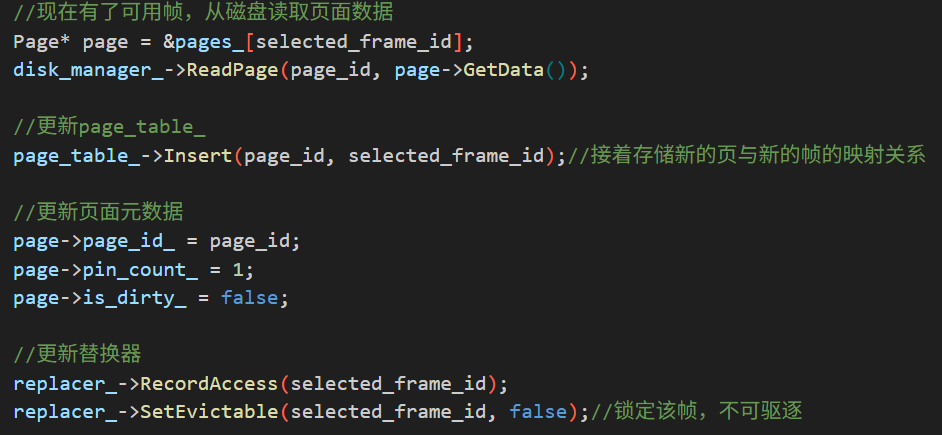 //现在有了可用帧，从磁盘读取页面数据
Page* page = &pages_[selected_frame_id];
disk_manager_->ReadPage(page_id, page->GetData());
//更新page_table_
page_table_->Insert(page_id, selected_frame_id);//接着存储新的页与新的帧的映射关系
//更新页面元数据
page->page_id_ = page_id;
page->pin_count_ = 1;
page->is_dirty_ = false;
//更新替换器
replacer_->RecordAccess(selected_frame_id);
replacer_->SetEvictable(selected_frame_id, false);//锁定该帧，不可驱逐